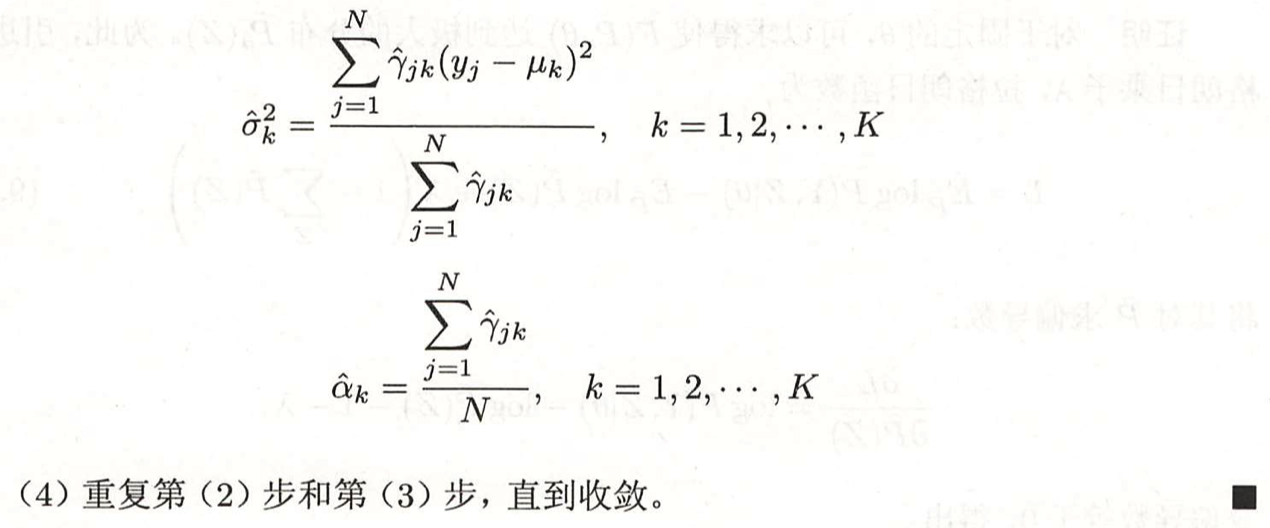 $$\hat{\sigma}_k^2 = \frac{\sum_{j=1}^{N} \hat{\gamma}_{jk}(y_j - \mu_k)^2}{\sum_{j=1}^{N} \hat{\gamma}_{jk}}, \quad k = 1, 2, \cdots, K$$
$$\hat{\alpha}_k = \frac{\sum_{j=1}^{N} \hat{\gamma}_{jk}}{N}, \quad k = 1, 2, \cdots, K$$
（4）重复第（2）步和第（3）步，直到收敛。 ■